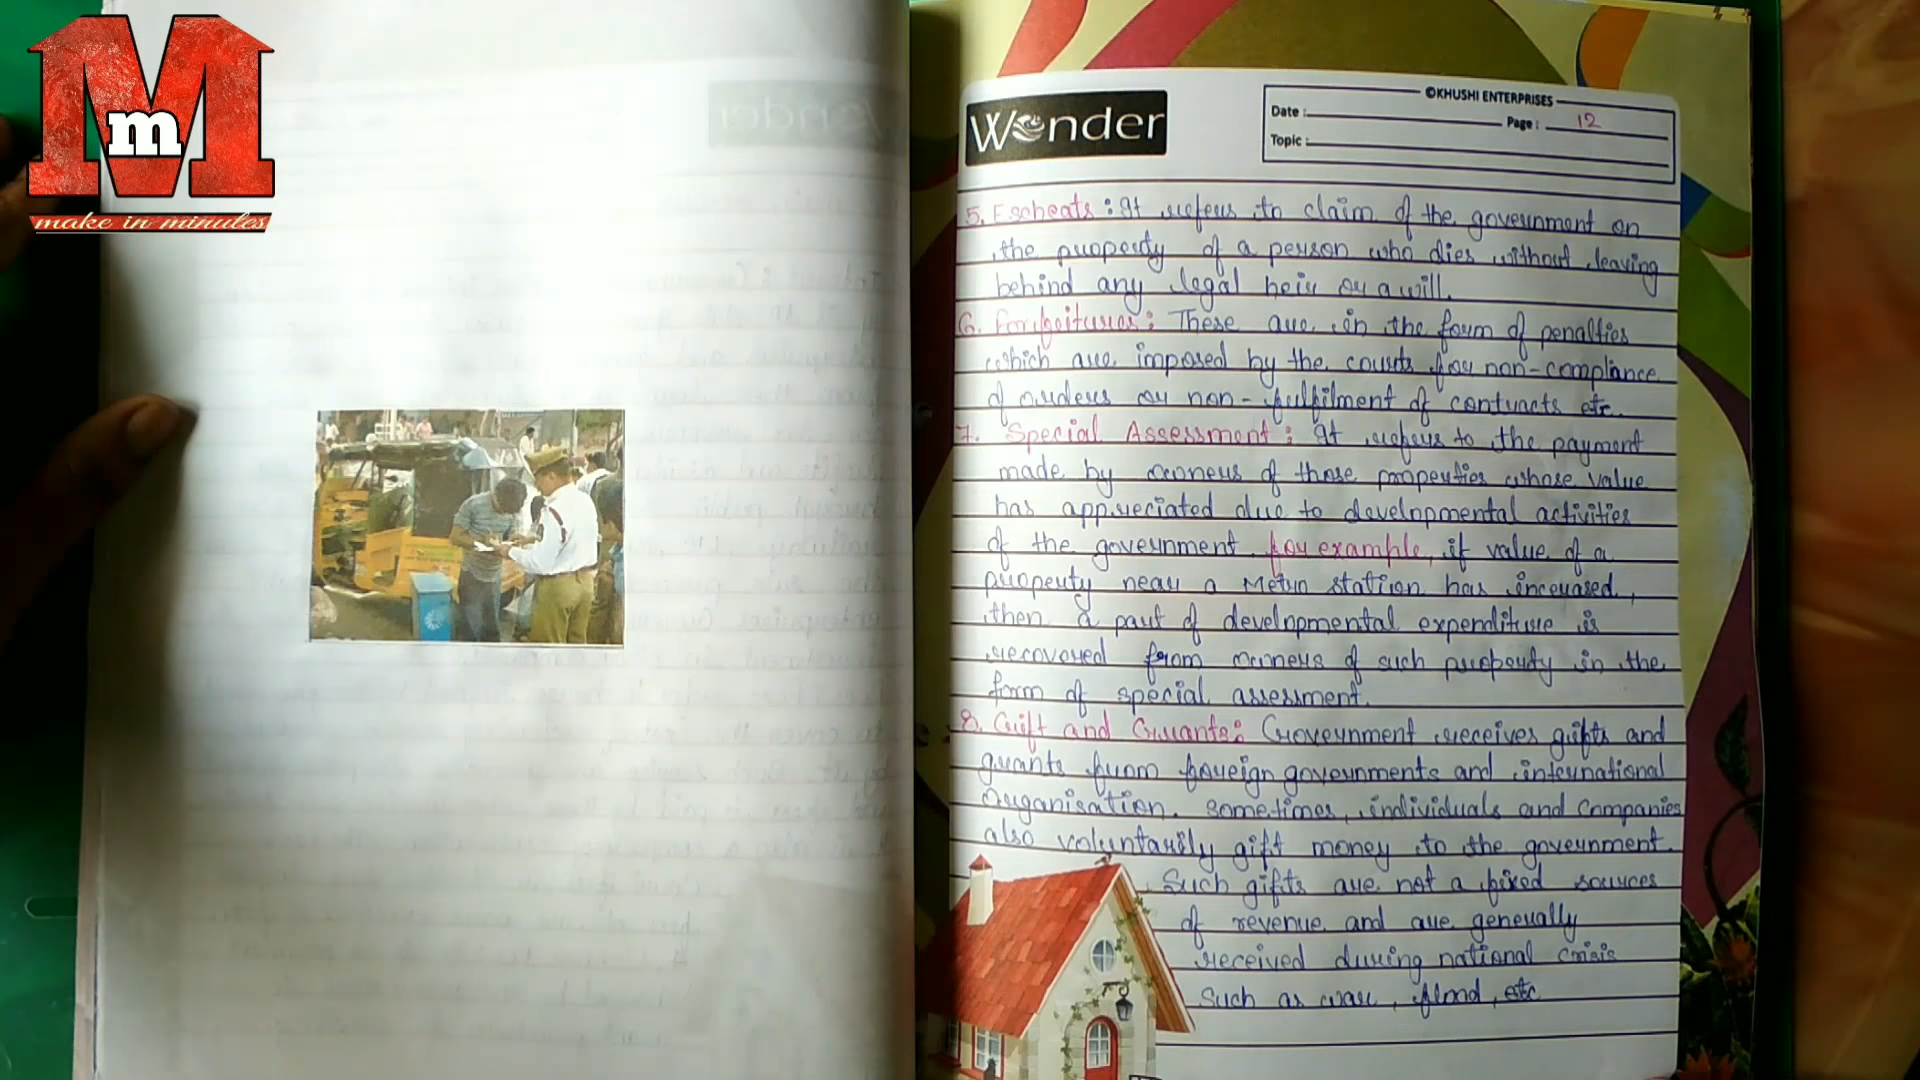 M
m
make in minutes
Wonder
©KHUSHI ENTERPRISES
Date :
Page : 12
Topic :
5. Escheats : It refers to claim of the government on
the property of a person who dies without leaving
behind any legal heir or a will.
6. Forfeitures : These are in the form of penalties
which are imposed by the courts for non-complance
of orders or non-fulfilment of contracts etc.
7. Special Assessment : It refers to the payment
made by owners of those properties whose value
has appreciated due to developmental activities
of the government. for example, if value of a
property near a Metro station has increased,
then a part of developmental expenditure is
recovered from owners of such property in the
form of special assessment.
8. Gift and Grants : Government receives gifts and
grants from foreign governments and international
Organisation. sometimes, individuals and companies
also voluntarily gift money to the government.
Such gifts are not a fixed sources
of revenue and are generally
received during national crisis
Such as war, flood, etc